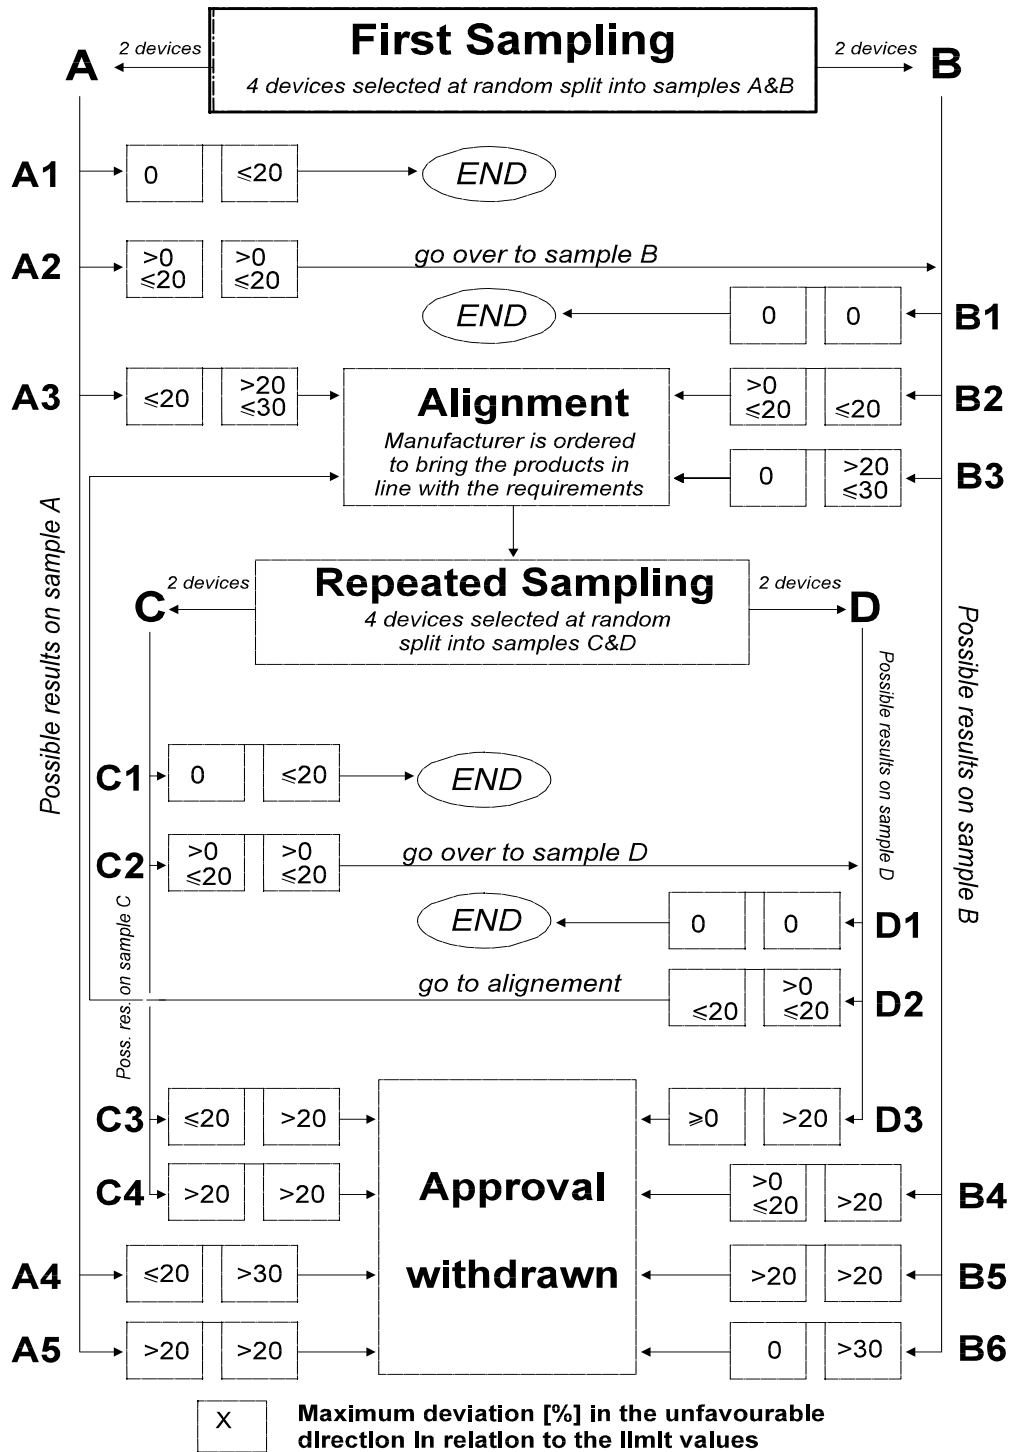 First Sampling
4 devices selected at random split into samples A&B
2 devices
2 devices
A
B
A1
0
≤20
END
A2
>0
≤20
>0
≤20
go over to sample B
END
0
0
B1
A3
≤20
>20
≤30
Alignment
Manufacturer is ordered
to bring the products in
line with the requirements
>0
≤20
≤20
B2
0
>20
≤30
B3
Possible results on sample A
Possible results on sample B
Repeated Sampling
4 devices selected at random
split into samples C&D
2 devices
2 devices
C
D
Possible results on sample D
C1
0
≤20
END
C2
>0
≤20
>0
≤20
go over to sample D
Poss. res. on sample C
END
0
0
D1
go to alignement
≤20
>0
≤20
D2
C3
≤20
>20
≥0
>20
D3
C4
>20
>20
Approval
withdrawn
>0
≤20
>20
B4
A4
≤20
>30
>20
>20
B5
A5
>20
>20
0
>30
B6
X
Maximum deviation [%] in the unfavourable
direction in relation to the limit values